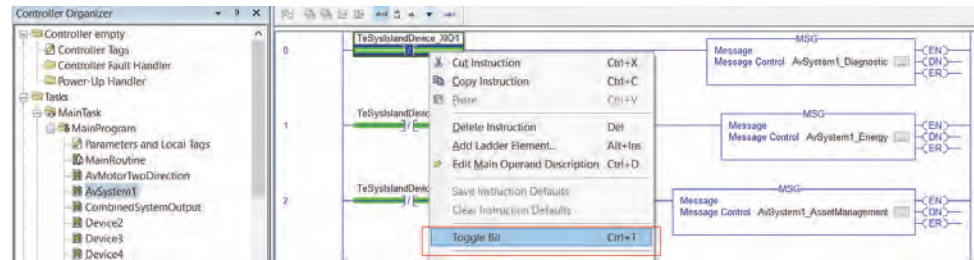 Controller Organizer
Controller empty
Controller Tags
Controller Fault Handler
Power-Up Handler
Tasks
MainTask
MainProgram
Parameters and Local Tags
MainRoutine
AvMotorTwoDirection
AvSystem1
CombinedSystemOutput
Device2
Device3
Device4
0
TeSysIslandDevice_XIO1
MSG
Message
Message Control AvSystem1_Diagnostic
EN
DN
ER
Cut Instruction Ctrl+X
Copy Instruction Ctrl+C
Paste Ctrl+V
Delete Instruction Del
Add Ladder Element... Alt+Ins
Edit Main Operand Description Ctrl+D
Save Instruction Defaults
Clear Instruction Defaults
Toggle Bit Ctrl+T
1
TeSysIslandDevic
MSG
Message
Message Control AvSystem1_Energy
EN
DN
ER
2
TeSysIslandDevic
MSG
Message
Message Control AvSystem1_AssetManagement
EN
DN
ER